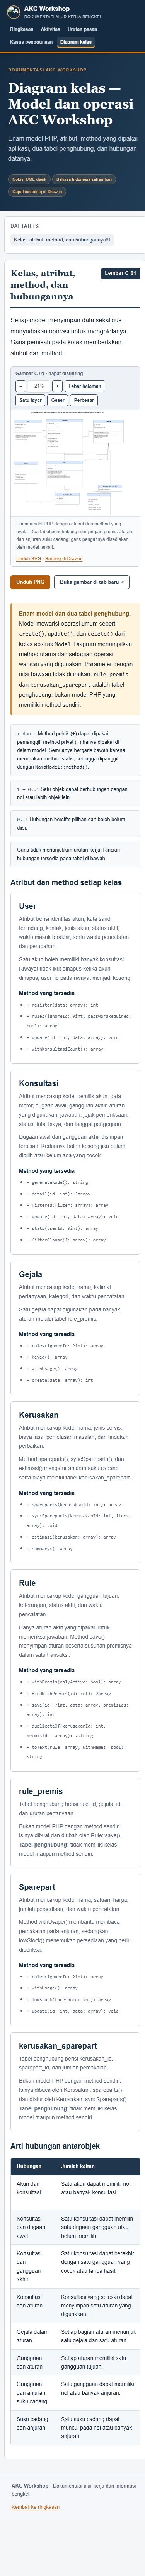 AKC Workshop
DOKUMENTASI ALUR KERJA BENGKEL
Ringkasan Aktivitas Urutan pesan
Kasus penggunaan Diagram kelas
DOKUMENTASI AKC WORKSHOP
Diagram kelas —
Model dan operasi
AKC Workshop
Enam model PHP, atribut, method yang dipakai
aplikasi, dua tabel penghubung, dan hubungan
datanya.
Notasi UML klasik Bahasa Indonesia sehari-hari
Dapat disunting di Draw.io
DAFTAR ISI
Kelas, atribut, method, dan hubungannya
Kelas, atribut,
method, dan
hubungannya
Lembar C-01
Setiap model menyimpan data sekaligus
menyediakan operasi untuk mengelolanya.
Garis pemisah pada kotak membedakan
atribut dari method.
Gambar C-01 · dapat disunting
− 21% + Lebar halaman
Satu layar Geser Perbesar
Enam model PHP dengan atribut dan method yang
nyata. Dua tabel penghubung menyimpan premis aturan
dan anjuran suku cadang; garis pengaitnya disediakan
oleh model terkait.
Unduh SVG · Sunting di Draw.io
Unduh PNG
Buka gambar di tab baru ↗
Enam model dan dua tabel penghubung.
Model mewarisi operasi umum seperti
create(), update(), dan delete() dari
kelas abstrak Model. Diagram menampilkan
method utama dan sebagian operasi
warisan yang sering digunakan. Parameter dengan
nilai bawaan tidak diuraikan. rule_premis
dan kerusakan_sparepart adalah tabel
penghubung, bukan model PHP yang
memiliki method sendiri.
+ dan - Method publik (+) dapat dipakai
pemanggil; method privat (−) hanya dipakai di
dalam model. Semuanya bergaris bawah karena
merupakan method statis, sehingga dipanggil
dengan NamaModel::method().
1 → 0..* Satu objek dapat berhubungan dengan
nol atau lebih objek lain.
0..1 Hubungan bersifat pilihan dan boleh belum
diisi.
Garis tidak menunjukkan urutan kerja. Rincian
hubungan tersedia pada tabel di bawah.
Atribut dan method setiap kelas
User
Atribut berisi identitas akun, kata sandi
terlindung, kontak, jenis akun, status aktif,
waktu masuk terakhir, serta waktu pencatatan
dan perubahan.
Satu akun boleh memiliki banyak konsultasi.
Riwayat tidak ikut dihapus ketika akun
dihapus; user_id pada riwayat menjadi kosong.
Method yang tersedia
+ register(data: array): int
+ rules(ignoreId: ?int, passwordRequired:
bool): array
+ update(id: int, data: array): void
+ withKonsultasiCount(): array
Konsultasi
Atribut mencakup kode, pemilik akun, data
motor, dugaan awal, gangguan akhir, aturan
yang digunakan, jawaban, jejak pemeriksaan,
status, total biaya, dan tanggal pengerjaan.
Dugaan awal dan gangguan akhir disimpan
terpisah. Keduanya boleh kosong jika belum
dipilih atau belum ada yang cocok.
Method yang tersedia
+ generateKode(): string
+ detail(id: int): ?array
+ filtered(filter: array): array
+ update(id: int, data: array): void
+ stats(userId: ?int): array
- filterClause(f: array): array
Gejala
Atribut mencakup kode, nama, kalimat
pertanyaan, kategori, dan waktu pencatatan.
Satu gejala dapat digunakan pada banyak
aturan melalui tabel rule_premis.
Method yang tersedia
+ rules(ignoreId: ?int): array
+ keyed(): array
+ withUsage(): array
+ create(data: array): int
Kerusakan
Atribut mencakup kode, nama, jenis servis,
biaya jasa, penjelasan masalah, dan tindakan
perbaikan.
Method spareparts(), syncSpareparts(), dan
estimasi() mengatur anjuran suku cadang
serta biaya melalui tabel kerusakan_sparepart.
Method yang tersedia
+ spareparts(kerusakanId: int): array
+ syncSpareparts(kerusakanId: int, items:
array): void
+ estimasi(kerusakan: array): array
+ summary(): array
Rule
Atribut mencakup kode, gangguan tujuan,
keterangan, status aktif, dan waktu
pencatatan.
Hanya aturan aktif yang dipakai untuk
memeriksa jawaban. Method save()
menyimpan aturan beserta susunan premisnya
dalam satu transaksi.
Method yang tersedia
+ withPremis(onlyActive: bool): array
+ findWithPremis(id: int): ?array
+ save(id: ?int, data: array, premisIds:
array): int
+ duplicateOf(kerusakanId: int,
premisIds: array): ?string
+ toText(rule: array, withNames: bool):
string
rule_premis
Tabel penghubung berisi rule_id, gejala_id,
dan urutan pertanyaan.
Bukan model PHP dengan method sendiri.
Isinya dibuat dan diubah oleh Rule: save().
Tabel penghubung: tidak memiliki kelas
model maupun method sendiri.
Sparepart
Atribut mencakup kode, nama, satuan, harga,
jumlah persediaan, dan waktu pencatatan.
Method withUsage() membantu membaca
pemakaian pada anjuran, sedangkan
lowStock() menemukan persediaan yang perlu
diperiksa.
Method yang tersedia
+ rules(ignoreId: ?int): array
+ withUsage(): array
+ lowStock(threshold: int): array
+ update(id: int, data: array): void
kerusakan_sparepart
Tabel penghubung berisi kerusakan_id,
sparepart_id, dan jumlah pemakaian.
Bukan model PHP dengan method sendiri.
Isinya dibaca oleh Kerusakan: spareparts()
dan diatur oleh Kerusakan: syncSpareparts().
Tabel penghubung: tidak memiliki kelas
model maupun method sendiri.
Arti hubungan antarobjek
Hubungan Jumlah kaitan
Akun dan konsultasi Satu akun dapat memiliki nol atau banyak konsultasi.
Konsultasi dan dugaan awal Satu konsultasi dapat memilih satu dugaan gangguan atau belum memilih.
Konsultasi dan gangguan akhir Satu konsultasi dapat berakhir dengan satu gangguan yang cocok atau tanpa hasil.
Konsultasi dan aturan Konsultasi yang selesai dapat menyimpan satu aturan yang digunakan.
Gejala dalam aturan Setiap bagian aturan menunjuk satu gejala dan satu aturan.
Gangguan dan aturan Setiap aturan memiliki satu gangguan tujuan.
Gangguan dan anjuran suku cadang Satu gangguan dapat memiliki nol atau banyak anjuran.
Suku cadang dan anjuran Satu suku cadang dapat muncul pada nol atau banyak anjuran.
AKC Workshop Dokumentasi alur kerja dan informasi
bengkel.
Kembali ke ringkasan